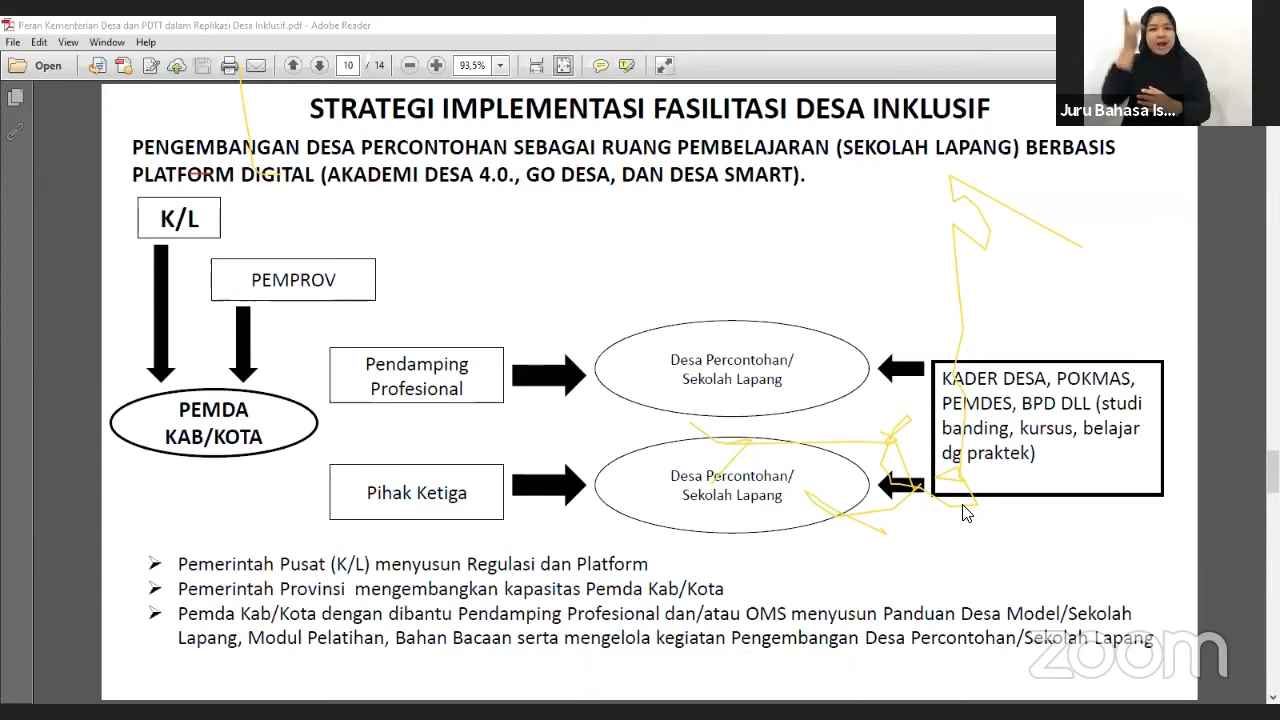 Peran Kementerian Desa dan PDTT dalam Replikasi Desa Inklusif.pdf - Adobe Reader
File Edit View Window Help
Open 10 / 14 93,5%
Juru Bahasa Is...
STRATEGI IMPLEMENTASI FASILITASI DESA INKLUSIF
PENGEMBANGAN DESA PERCONTOHAN SEBAGAI RUANG PEMBELAJARAN (SEKOLAH LAPANG) BERBASIS
PLATFORM DIGITAL (AKADEMI DESA 4.0., GO DESA, DAN DESA SMART).
K/L
PEMPROV
PEMDA
KAB/KOTA
Pendamping
Profesional
Desa Percontohan/
Sekolah Lapang
KADER DESA, POKMAS,
PEMDES, BPD DLL (studi
banding, kursus, belajar
dg praktek)
Pihak Ketiga
Desa Percontohan/
Sekolah Lapang
Pemerintah Pusat (K/L) menyusun Regulasi dan Platform
Pemerintah Provinsi mengembangkan kapasitas Pemda Kab/Kota
Pemda Kab/Kota dengan dibantu Pendamping Profesional dan/atau OMS menyusun Panduan Desa Model/Sekolah
Lapang, Modul Pelatihan, Bahan Bacaan serta mengelola kegiatan Pengembangan Desa Percontohan/Sekolah Lapang
zoom